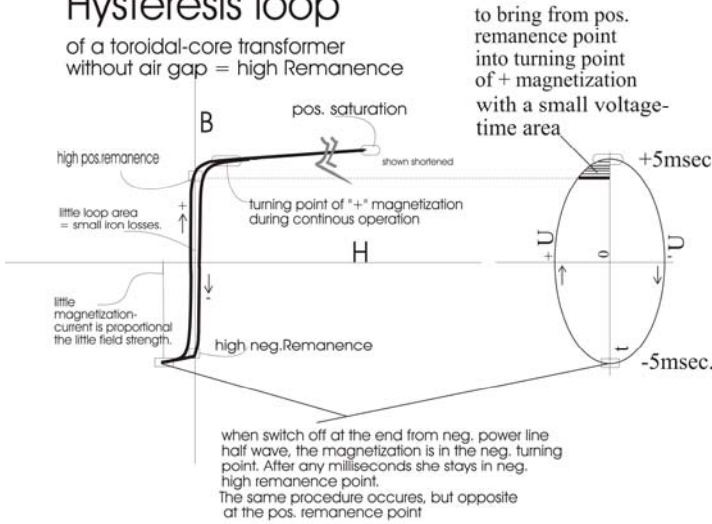 Hysteresis loop
of a toroidal-core transformer
without air gap = high Remanence
to bring from pos.
remanence point
into turning point
of + magnetization
with a small voltage-
time area
B
pos. saturation
high pos.remanence
shown shortened
+5msec
turning point of "+" magnetization
during continous operation
little loop area
= small iron losses.
+
H
+U
0
-U
-
little
magnetization-
current is proportional
the little field strength.
high neg.Remanence
t
-5msec.
when switch off at the end from neg. power line
half wave, the magnetization is in the neg. turning
point. After any milliseconds she stays in neg.
high remanence point.
The same procedure occures, but opposite
at the pos. remanence point